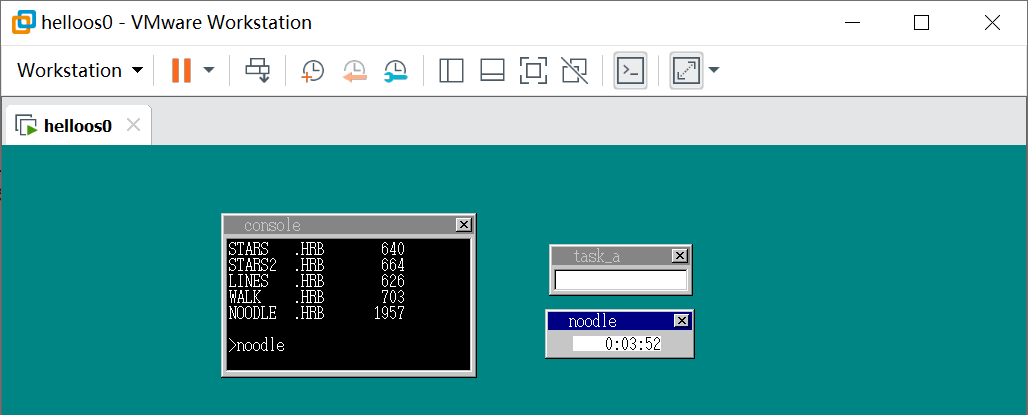 helloos0 - VMware Workstation
Workstation
helloos0
console
STARS .HRB 640
STARS2 .HRB 664
LINES .HRB 626
WALK .HRB 703
NOODLE .HRB 1957
>noodle
task_a
noodle
0:03:52